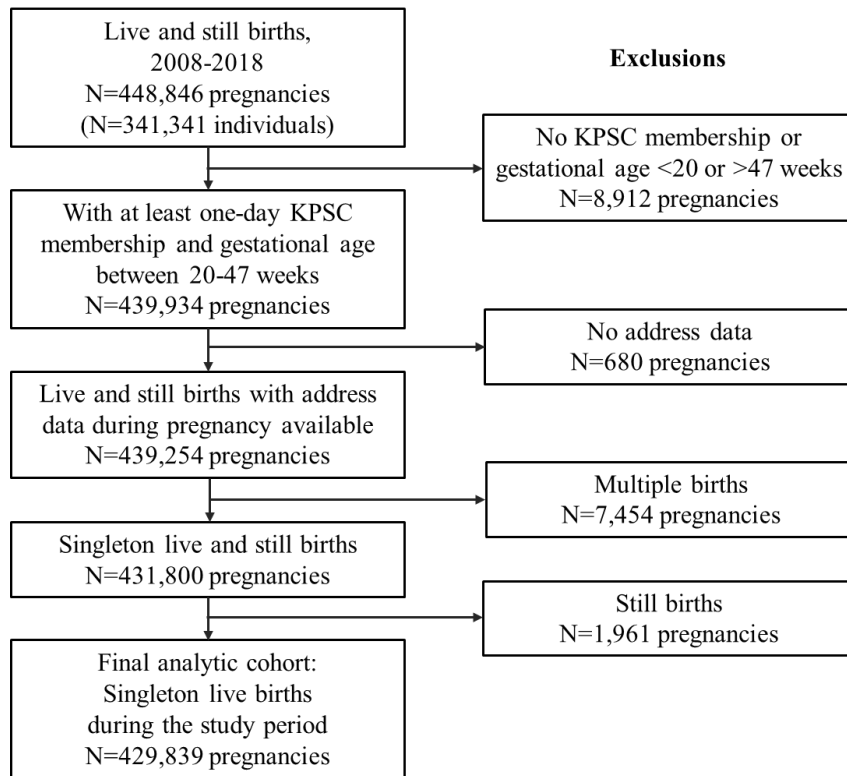 Live and still births,
2008-2018
N=448,846 pregnancies
(N=341,341 individuals)
Exclusions
No KPSC membership or
gestational age <20 or >47 weeks
N=8,912 pregnancies
With at least one-day KPSC
membership and gestational age
between 20-47 weeks
N=439,934 pregnancies
No address data
N=680 pregnancies
Live and still births with address
data during pregnancy available
N=439,254 pregnancies
Multiple births
N=7,454 pregnancies
Singleton live and still births
N=431,800 pregnancies
Still births
N=1,961 pregnancies
Final analytic cohort:
Singleton live births
during the study period
N=429,839 pregnancies